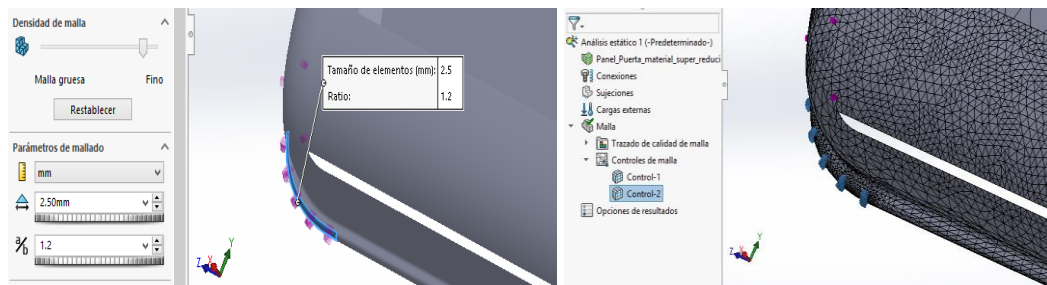 Densidad de malla
Malla gruesa Fino
Restablecer
Parámetros de mallado
mm
2.50mm
a/b 1.2
Tamaño de elementos (mm): 2.5
Ratio: 1.2
Y
Z X
Análisis estático 1 (-Predeterminado-)
Panel_Puerta_material_super_reduci
Conexiones
Sujeciones
Cargas externas
Malla
Trazado de calidad de malla
Controles de malla
Control-1
Control-2
Opciones de resultados
Y
Z X